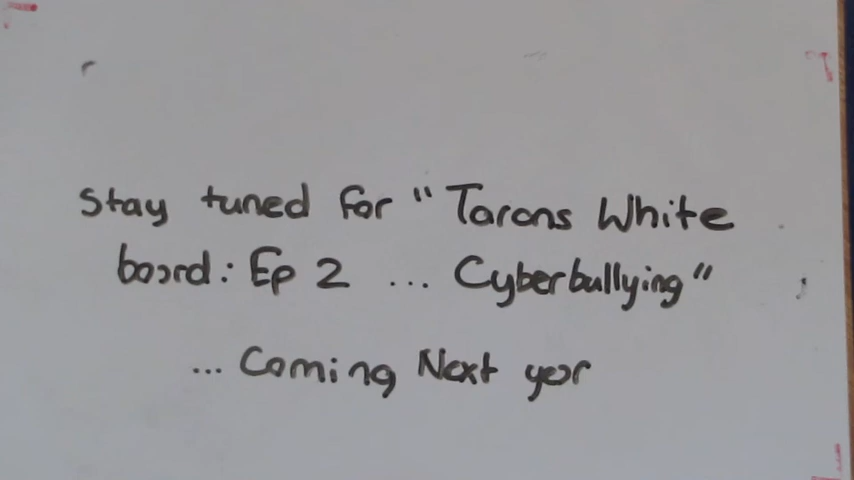 Stay tuned for "Tarons White
board: Ep 2 ... Cyberbullying"
... Coming Next year